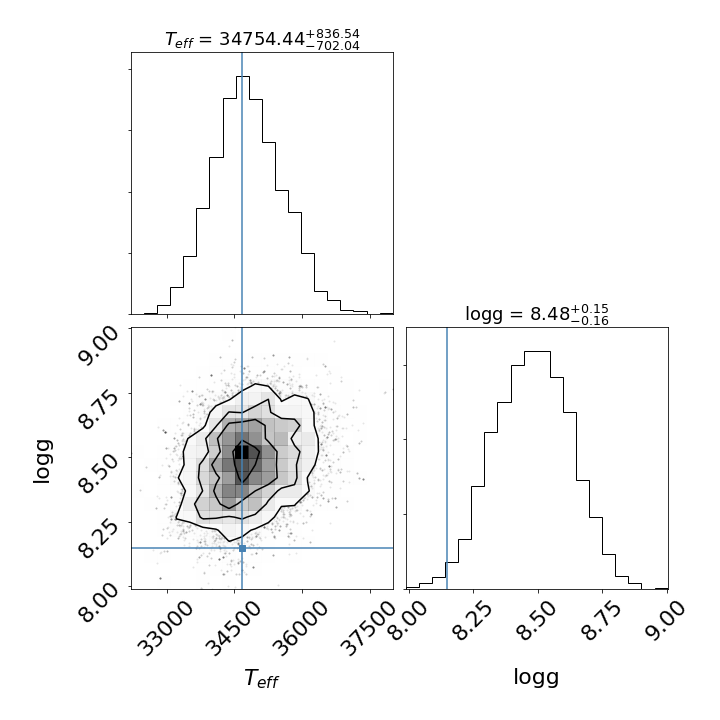 T_eff = 34754.44^{+836.54}_{-702.04}
logg = 8.48^{+0.15}_{-0.16}
9.00
8.75
8.50
8.25
8.00
logg
33000 34500 36000 37500 8.00 8.25 8.50 8.75 9.00
T_eff logg